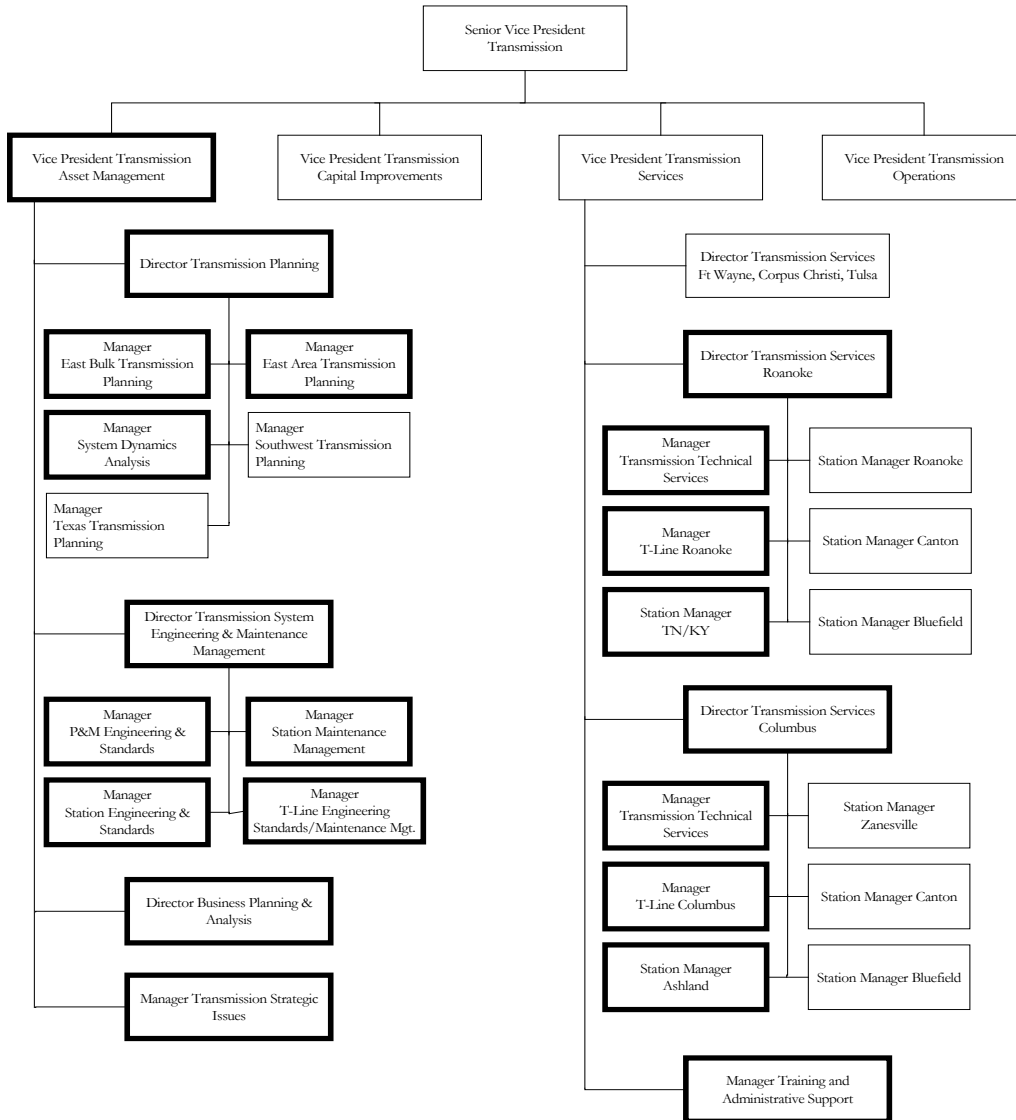 Senior Vice President
Transmission
Vice President Transmission
Asset Management
Vice President Transmission
Capital Improvements
Vice President Transmission
Services
Vice President Transmission
Operations
Director Transmission Planning
Manager
East Bulk Transmission
Planning
Manager
East Area Transmission
Planning
Manager
System Dynamics
Analysis
Manager
Southwest Transmission
Planning
Manager
Texas Transmission
Planning
Director Transmission System
Engineering & Maintenance
Management
Manager
P&M Engineering &
Standards
Manager
Station Maintenance
Management
Manager
Station Engineering &
Standards
Manager
T-Line Engineering
Standards/Maintenance Mgt.
Director Business Planning &
Analysis
Manager Transmission Strategic
Issues
Director Transmission Services
Ft Wayne, Corpus Christi, Tulsa
Director Transmission Services
Roanoke
Manager
Transmission Technical
Services
Station Manager Roanoke
Manager
T-Line Roanoke
Station Manager Canton
Station Manager
TN/KY
Station Manager Bluefield
Director Transmission Services
Columbus
Manager
Transmission Technical
Services
Station Manager
Zanesville
Manager
T-Line Columbus
Station Manager Canton
Station Manager
Ashland
Station Manager Bluefield
Manager Training and
Administrative Support